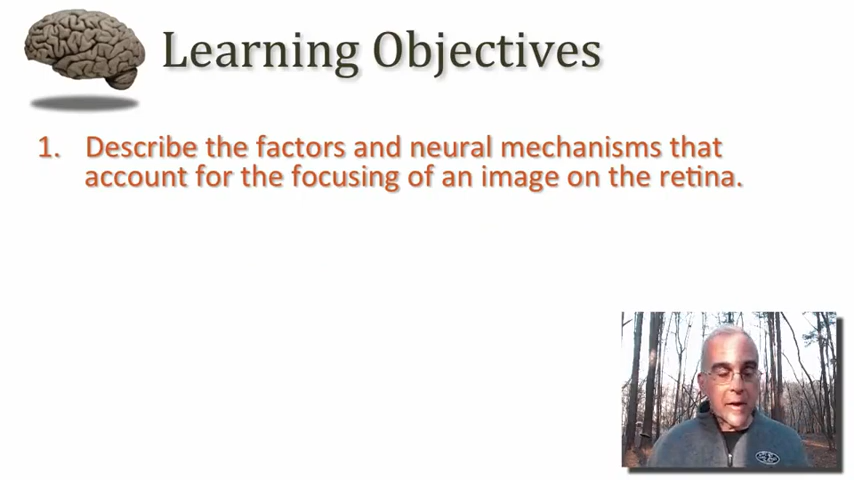 Learning Objectives
1. Describe the factors and neural mechanisms that
account for the focusing of an image on the retina.